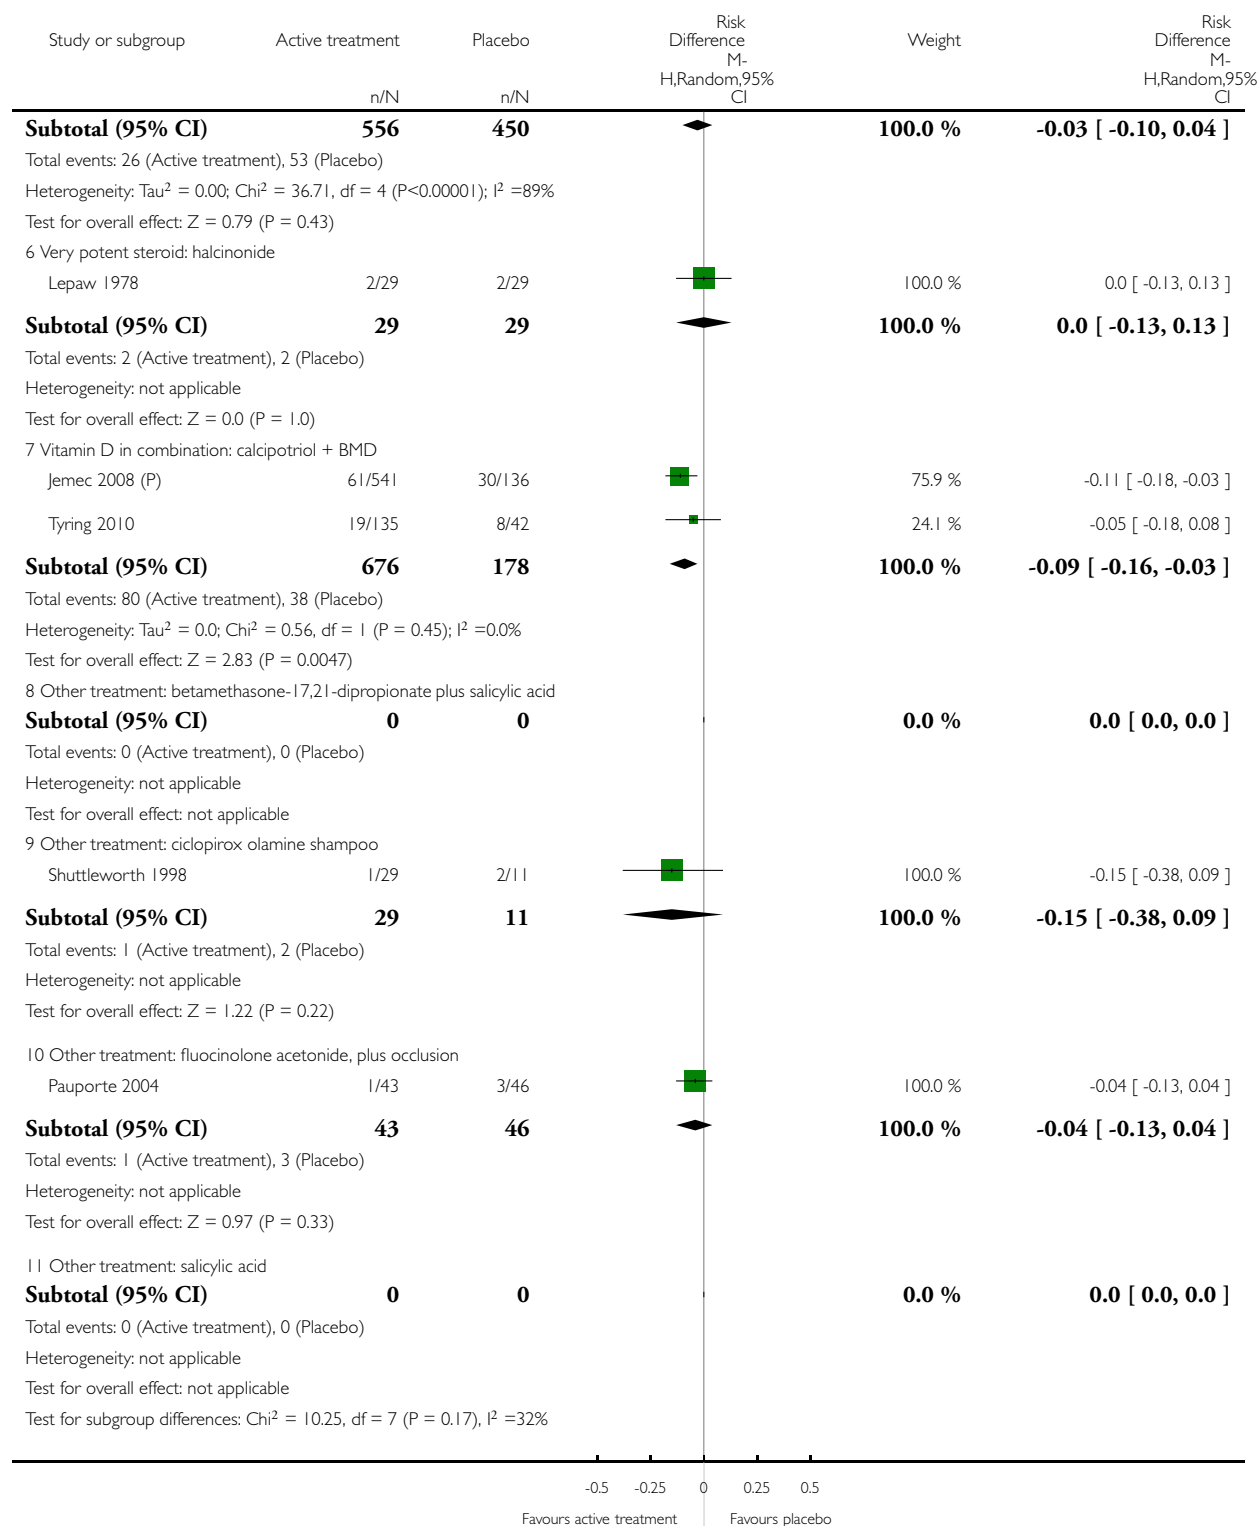 Study or subgroup Active treatment Placebo Risk Difference Weight Risk Difference
M-H,Random,95% CI M-H,Random,95% CI
n/N n/N
Subtotal (95% CI) 556 450 100.0 % -0.03 [ -0.10, 0.04 ]
Total events: 26 (Active treatment), 53 (Placebo)
Heterogeneity: Tau² = 0.00; Chi² = 36.71, df = 4 (P<0.00001); I² =89%
Test for overall effect: Z = 0.79 (P = 0.43)
6 Very potent steroid: halcinonide
Lepaw 1978 2/29 2/29 100.0 % 0.0 [ -0.13, 0.13 ]
Subtotal (95% CI) 29 29 100.0 % 0.0 [ -0.13, 0.13 ]
Total events: 2 (Active treatment), 2 (Placebo)
Heterogeneity: not applicable
Test for overall effect: Z = 0.0 (P = 1.0)
7 Vitamin D in combination: calcipotriol + BMD
Jemec 2008 (P) 61/541 30/136 75.9 % -0.11 [ -0.18, -0.03 ]
Tyring 2010 19/135 8/42 24.1 % -0.05 [ -0.18, 0.08 ]
Subtotal (95% CI) 676 178 100.0 % -0.09 [ -0.16, -0.03 ]
Total events: 80 (Active treatment), 38 (Placebo)
Heterogeneity: Tau² = 0.0; Chi² = 0.56, df = 1 (P = 0.45); I² =0.0%
Test for overall effect: Z = 2.83 (P = 0.0047)
8 Other treatment: betamethasone-17,21-dipropionate plus salicylic acid
Subtotal (95% CI) 0 0 0.0 % 0.0 [ 0.0, 0.0 ]
Total events: 0 (Active treatment), 0 (Placebo)
Heterogeneity: not applicable
Test for overall effect: not applicable
9 Other treatment: ciclopirox olamine shampoo
Shuttleworth 1998 1/29 2/11 100.0 % -0.15 [ -0.38, 0.09 ]
Subtotal (95% CI) 29 11 100.0 % -0.15 [ -0.38, 0.09 ]
Total events: 1 (Active treatment), 2 (Placebo)
Heterogeneity: not applicable
Test for overall effect: Z = 1.22 (P = 0.22)
10 Other treatment: fluocinolone acetonide, plus occlusion
Pauporte 2004 1/43 3/46 100.0 % -0.04 [ -0.13, 0.04 ]
Subtotal (95% CI) 43 46 100.0 % -0.04 [ -0.13, 0.04 ]
Total events: 1 (Active treatment), 3 (Placebo)
Heterogeneity: not applicable
Test for overall effect: Z = 0.97 (P = 0.33)
11 Other treatment: salicylic acid
Subtotal (95% CI) 0 0 0.0 % 0.0 [ 0.0, 0.0 ]
Total events: 0 (Active treatment), 0 (Placebo)
Heterogeneity: not applicable
Test for overall effect: not applicable
Test for subgroup differences: Chi² = 10.25, df = 7 (P = 0.17), I² =32%
-0.5 -0.25 0 0.25 0.5
Favours active treatment Favours placebo